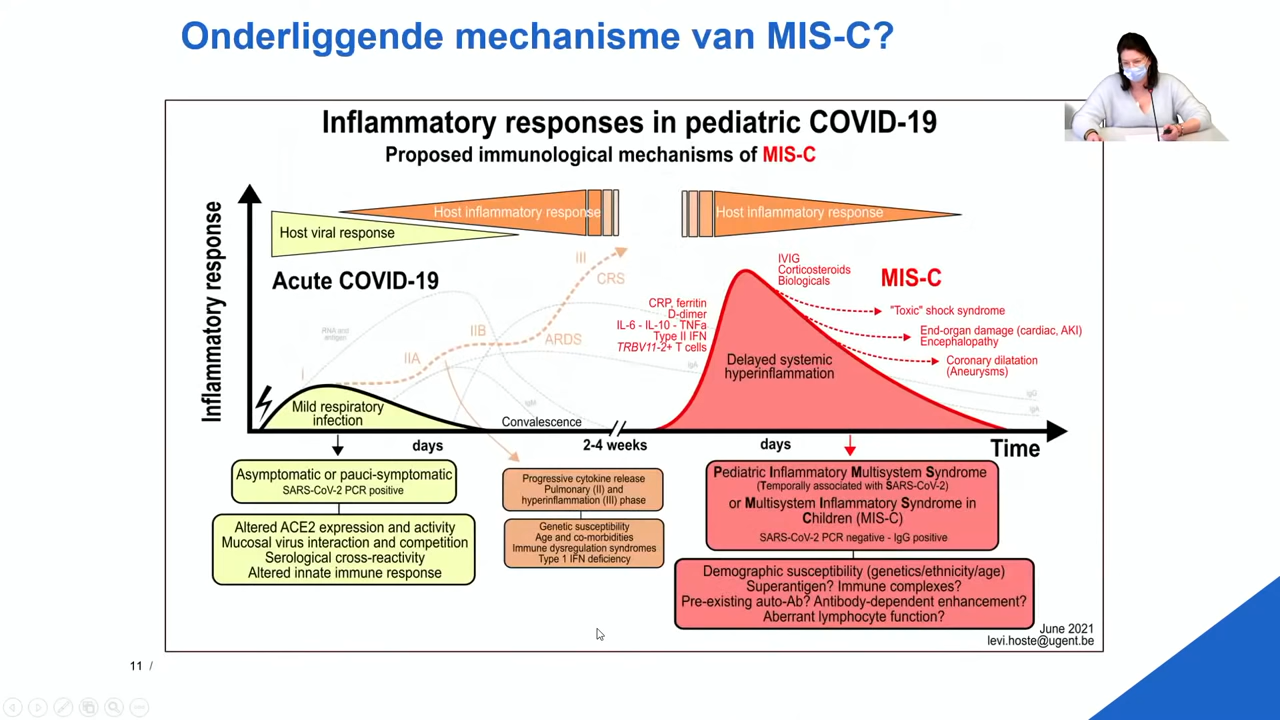 Onderliggende mechanisme van MIS-C?
Inflammatory responses in pediatric COVID-19
Proposed immunological mechanisms of MIS-C
Inflammatory response
Host viral response
Host inflammatory response
Host inflammatory response
Acute COVID-19
RNA and
antigen
I
IIA
IIB
III
CRS
ARDS
IgM
IgA
Mild respiratory
infection
Convalescence
CRP, ferritin
D-dimer
IL-6 - IL-10 - TNFa
Type II IFN
TRBV11-2+ T cells
IVIG
Corticosteroids
Biologicals
MIS-C
"Toxic" shock syndrome
End-organ damage (cardiac, AKI)
Encephalopathy
Coronary dilatation
(Aneurysms)
Delayed systemic
hyperinflammation
IgG
IgA
days
2-4 weeks
days
Time
Asymptomatic or pauci-symptomatic
SARS-CoV-2 PCR positive
Altered ACE2 expression and activity
Mucosal virus interaction and competition
Serological cross-reactivity
Altered innate immune response
Progressive cytokine release
Pulmonary (II) and
hyperinflammation (III) phase
Genetic susceptibility
Age and co-morbidities
Immune dysregulation syndromes
Type 1 IFN deficiency
Pediatric Inflammatory Multisystem Syndrome
(Temporally associated with SARS-CoV-2)
or Multisystem Inflammatory Syndrome in
Children (MIS-C)
SARS-CoV-2 PCR negative - IgG positive
Demographic susceptibility (genetics/ethnicity/age)
Superantigen? Immune complexes?
Pre-existing auto-Ab? Antibody-dependent enhancement?
Aberrant lymphocyte function?
June 2021
levi.hoste@ugent.be
11 /